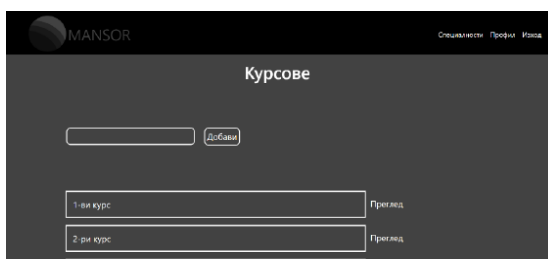 MANSOR
Специалности Профил Изход
Курсове
Добави
1-ви курс Преглед
2-ри курс Преглед